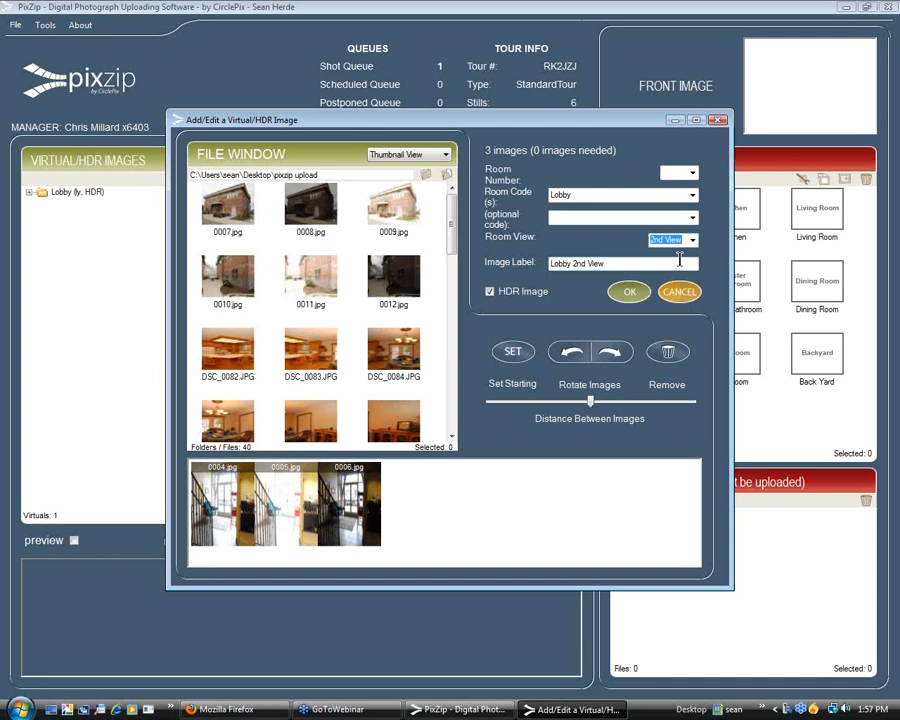 PixZip - Digital Photograph Uploading Software - by CirclePix - Sean Herde
File Tools About
pixzip
by CirclePix
QUEUES
Shot Queue 1
Scheduled Queue 0
Postponed Queue 0
TOUR INFO
Tour #: RK2JZJ
Type: StandardTour
Stills: 6
FRONT IMAGE
MANAGER: Chris Millard x6403
VIRTUAL/HDR IMAGES
Lobby (ly, HDR)
Virtuals: 1
preview
Add/Edit a Virtual/HDR Image
FILE WINDOW
Thumbnail View
C:\Users\sean\Desktop\pixzip upload
0007.jpg 0008.jpg 0009.jpg
0010.jpg 0011.jpg 0012.jpg
DSC_0082.JPG DSC_0083.JPG DSC_0084.JPG
Folders / Files: 40 Selected: 0
3 images (0 images needed)
Room Number:
Room Code (s): Lobby
(optional code):
Room View: 2nd View
Image Label: Lobby 2nd View
HDR Image OK CANCEL
SET
Set Starting Rotate Images Remove
Distance Between Images
0004.jpg 0005.jpg 0006.jpg
Living Room
Living Room
Dining Room
Dining Room
Backyard
Back Yard
Selected: 0
t be uploaded)
Files: 0 Selected: 0
Mozilla Firefox GoToWebinar PixZip - Digital Phot... Add/Edit a Virtual/H... Desktop sean 1:57 PM